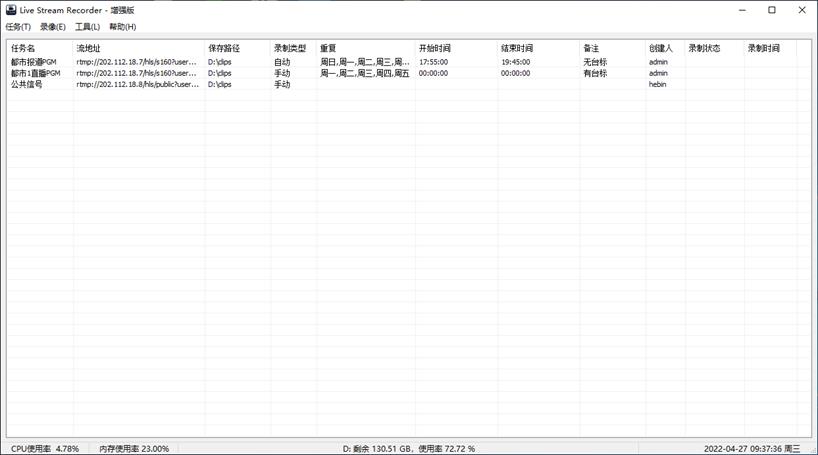 Live Stream Recorder - 增强版
任务(T) 录像(E) 工具(L) 帮助(H)
任务名 流地址 保存路径 录制类型 重复 开始时间 结束时间 备注 创建人 录制状态 录制时间
都市报道PGM rtmp://202.112.18.7/hls/s160?user... D:\clips 自动 周日,周一,周二,周三,周... 17:55:00 19:45:00 无台标 admin
都市1直播PGM rtmp://202.112.18.7/hls/s160?user... D:\clips 手动 周一,周二,周三,周四,周五 00:00:00 00:00:00 有台标 admin
公共信号 rtmp://202.112.18.8/hls/public?user... D:\clips 手动 hebin
CPU使用率 4.78% 内存使用率 23.00% D: 剩余 130.51 GB, 使用率 72.72 % 2022-04-27 09:37:36 周三